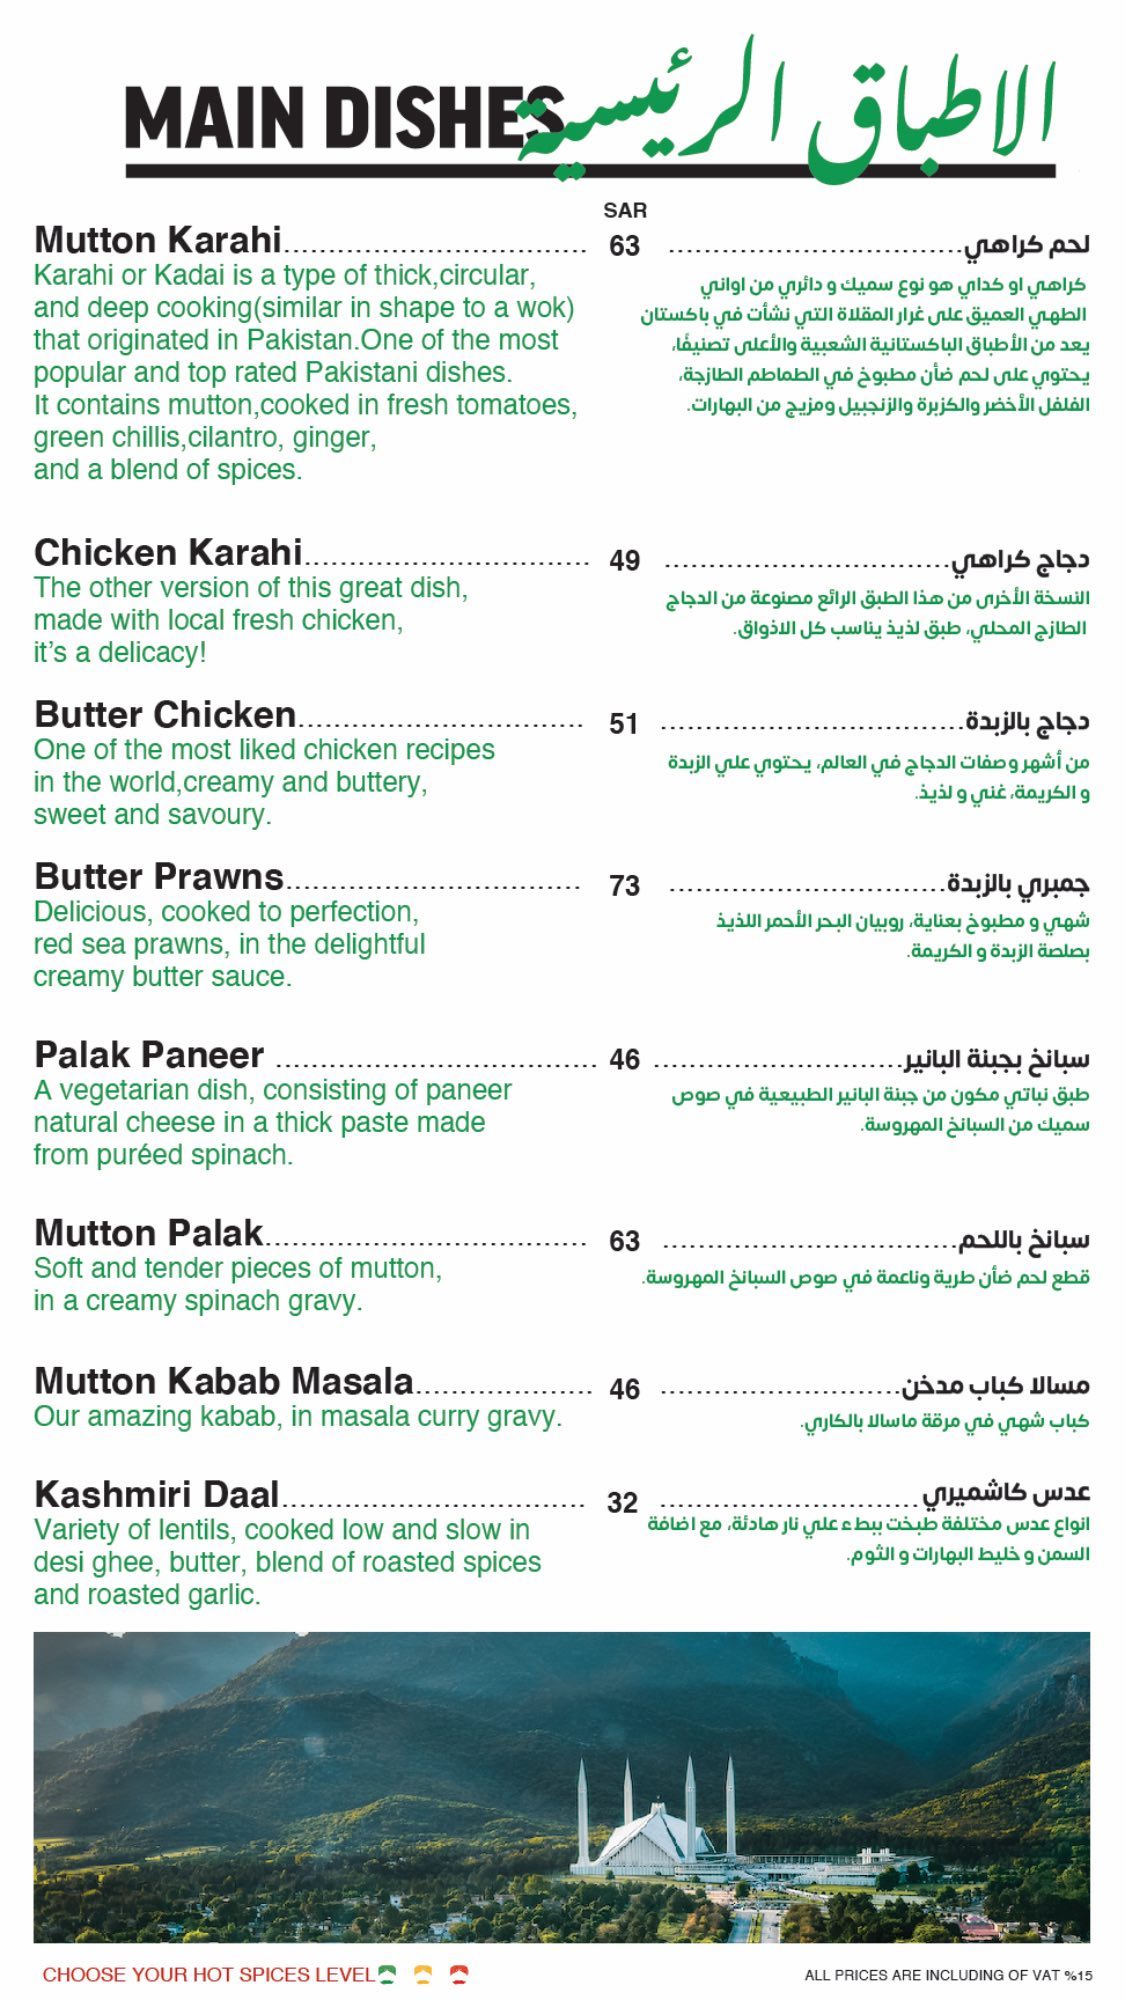 MAIN DISHES الاطباق الرئيسية
SAR
Mutton Karahi.................................. 63 .................................لحم كراهي
Karahi or Kadai is a type of thick,circular,
and deep cooking(similar in shape to a wok)
that originated in Pakistan.One of the most
popular and top rated Pakistani dishes.
It contains mutton,cooked in fresh tomatoes,
green chillis,cilantro, ginger,
and a blend of spices.
كراهي او كداي هو نوع سميك و دائري من اواني
الطهي العميق على غرار المقلاة التي نشأت في باكستان
يعد من الأطباق الباكستانية الشعبية والأعلى تصنيفًا،
يحتوي على لحم ضأن مطبوخ في الطماطم الطازجة،
الفلفل الأخضر والكزبرة والزنجبيل ومزيج من البهارات.
Chicken Karahi................................ 49 ................................دجاج كراهي
The other version of this great dish,
made with local fresh chicken,
it’s a delicacy!
النسخة الأخرى من هذا الطبق الرائع مصنوعة من الدجاج
الطازج المحلي، طبق لذيذ يناسب كل الاذواق.
Butter Chicken................................ 51 ..................................دجاج بالزبدة
One of the most liked chicken recipes
in the world,creamy and buttery,
sweet and savoury.
من أشهر وصفات الدجاج في العالم، يحتوي علي الزبدة
و الكريمة، غني و لذيذ.
Butter Prawns................................. 73 ...............................جمبري بالزبدة
Delicious, cooked to perfection,
red sea prawns, in the delightful
creamy butter sauce.
شهي و مطبوخ بعناية، روبيان البحر الأحمر اللذيذ
بصلصة الزبدة و الكريمة.
Palak Paneer .................................... 46 ............................سبانخ بجبنة البانير
A vegetarian dish, consisting of paneer
natural cheese in a thick paste made
from puréed spinach.
طبق نباتي مكون من جبنة البانير الطبيعية في صوص
سميك من السبانخ المهروسة.
Mutton Palak.................................... 63 .................................سبانخ باللحم
Soft and tender pieces of mutton,
in a creamy spinach gravy.
قطع لحم ضأن طرية وناعمة في صوص السبانخ المهروسة.
Mutton Kabab Masala.................... 46 ...........................مسالا كباب مدخن
Our amazing kabab, in masala curry gravy.
كباب شهي في مرقة ماسالا بالكاري.
Kashmiri Daal.................................. 32 .............................عدس كاشميري
Variety of lentils, cooked low and slow in
desi ghee, butter, blend of roasted spices
and roasted garlic.
انواع عدس مختلفة طبخت ببطء علي نار هادئة، مع اضافة
السمن و خليط البهارات و الثوم.
CHOOSE YOUR HOT SPICES LEVEL
ALL PRICES ARE INCLUDING OF VAT %15